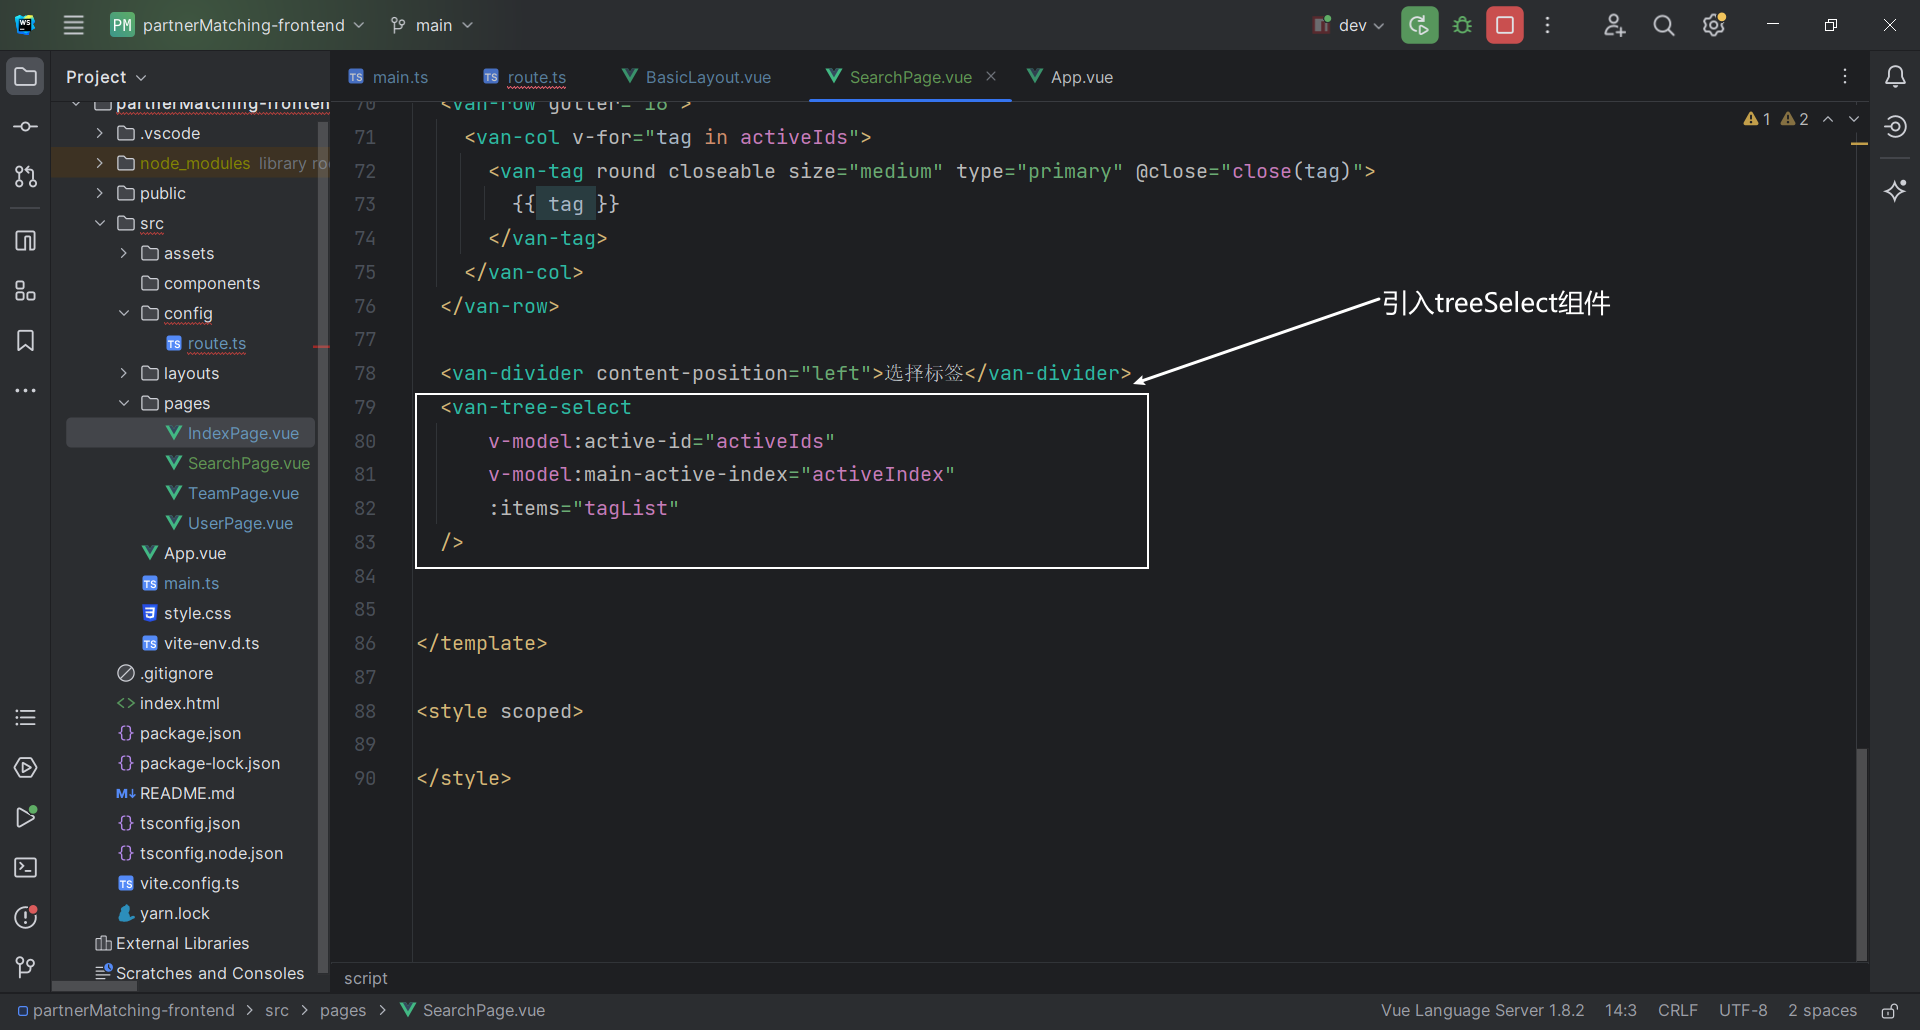 PM partnerMatching-frontend main dev
Project
main.ts route.ts BasicLayout.vue SearchPage.vue App.vue
partnerMatching-fronten
.vscode
node_modules library ro
public
src
assets
components
config
route.ts
layouts
pages
IndexPage.vue
SearchPage.vue
TeamPage.vue
UserPage.vue
App.vue
main.ts
style.css
vite-env.d.ts
.gitignore
index.html
package.json
package-lock.json
README.md
tsconfig.json
tsconfig.node.json
vite.config.ts
yarn.lock
External Libraries
Scratches and Consoles
1 2
70 <van-row gutter="16">
71 <van-col v-for="tag in activeIds">
72 <van-tag round closeable size="medium" type="primary" @close="close(tag)">
73 {{ tag }}
74 </van-tag>
75 </van-col>
76 </van-row>
77
78 <van-divider content-position="left">选择标签</van-divider>
79 <van-tree-select
80 v-model:active-id="activeIds"
81 v-model:main-active-index="activeIndex"
82 :items="tagList"
83 />
84
85
86 </template>
87
88 <style scoped>
89
90 </style>
引入treeSelect组件
script
partnerMatching-frontend > src > pages > SearchPage.vue
Vue Language Server 1.8.2 14:3 CRLF UTF-8 2 spaces